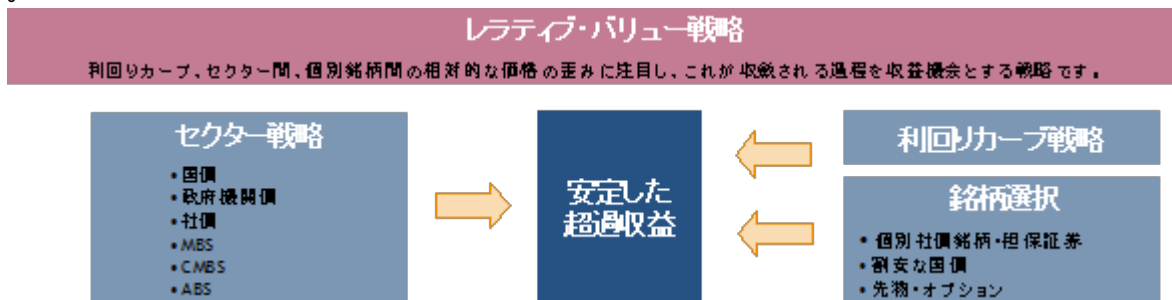 レラティブ・バリュー戦略
利回りカーブ、セクター間、個別銘柄間の相対的な価格の歪みに注目し、これが収斂される過程を収益機会とする戦略です。
セクター戦略
•国債
•政府機関債
•社債
•MBS
•CMBS
•ABS
安定した
超過収益
利回りカーブ戦略
銘柄選択
•個別社債銘柄・担保証券
•割安な国債
•先物・オプション